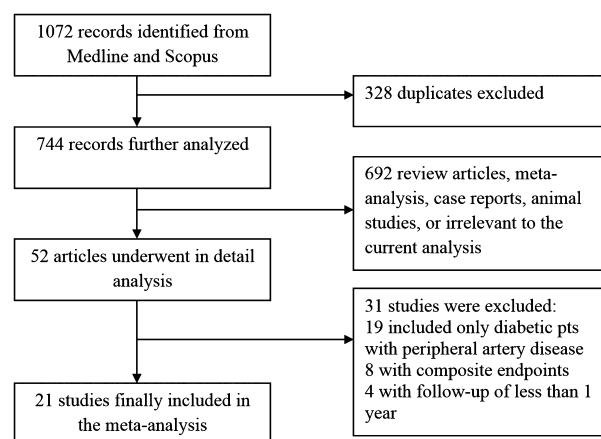 1072 records identified from
Medline and Scopus
328 duplicates excluded
744 records further analyzed
692 review articles, meta-
analysis, case reports, animal
studies, or irrelevant to the
current analysis
52 articles underwent in detail
analysis
31 studies were excluded:
19 included only diabetic pts
with peripheral artery disease
8 with composite endpoints
4 with follow-up of less than 1
year
21 studies finally included in
the meta-analysis